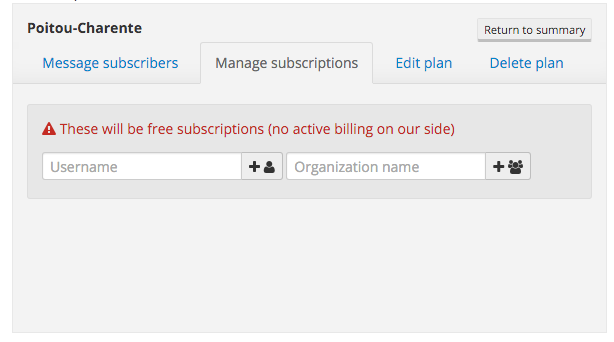 Poitou-Charente
Return to summary
Message subscribers
Manage subscriptions
Edit plan
Delete plan
These will be free subscriptions (no active billing on our side)
Username
Organization name